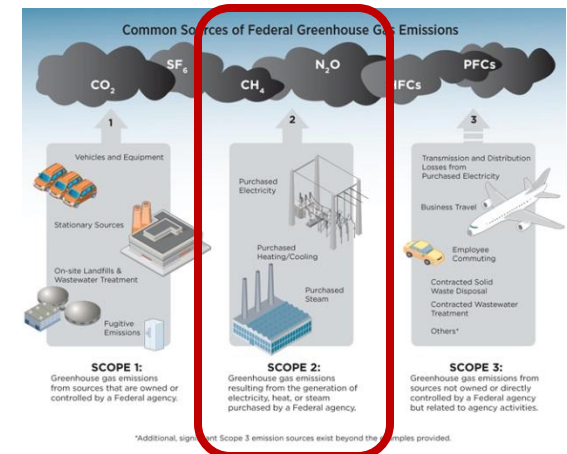 Common Sources of Federal Greenhouse Gas Emissions
CO2
SF6
CH4
N2O
HFCs
PFCs
1
2
3
Vehicles and Equipment
Stationary Sources
On-site Landfills &
Wastewater Treatment
Fugitive
Emissions
SCOPE 1:
Greenhouse gas emissions
from sources that are owned or
controlled by a Federal agency.
Purchased
Electricity
Purchased
Heating/Cooling
Purchased
Steam
SCOPE 2:
Greenhouse gas emissions
resulting from the generation of
electricity, heat, or steam
purchased by a Federal agency.
Transmission and Distribution
Losses from
Purchased Electricity
Business Travel
Employee
Commuting
Contracted Solid
Waste Disposal
Contracted Wastewater
Treatment
Others*
SCOPE 3:
Greenhouse gas emissions from
sources not owned or directly
controlled by a Federal agency
but related to agency activities.
*Additional, significant Scope 3 emission sources exist beyond the examples provided.